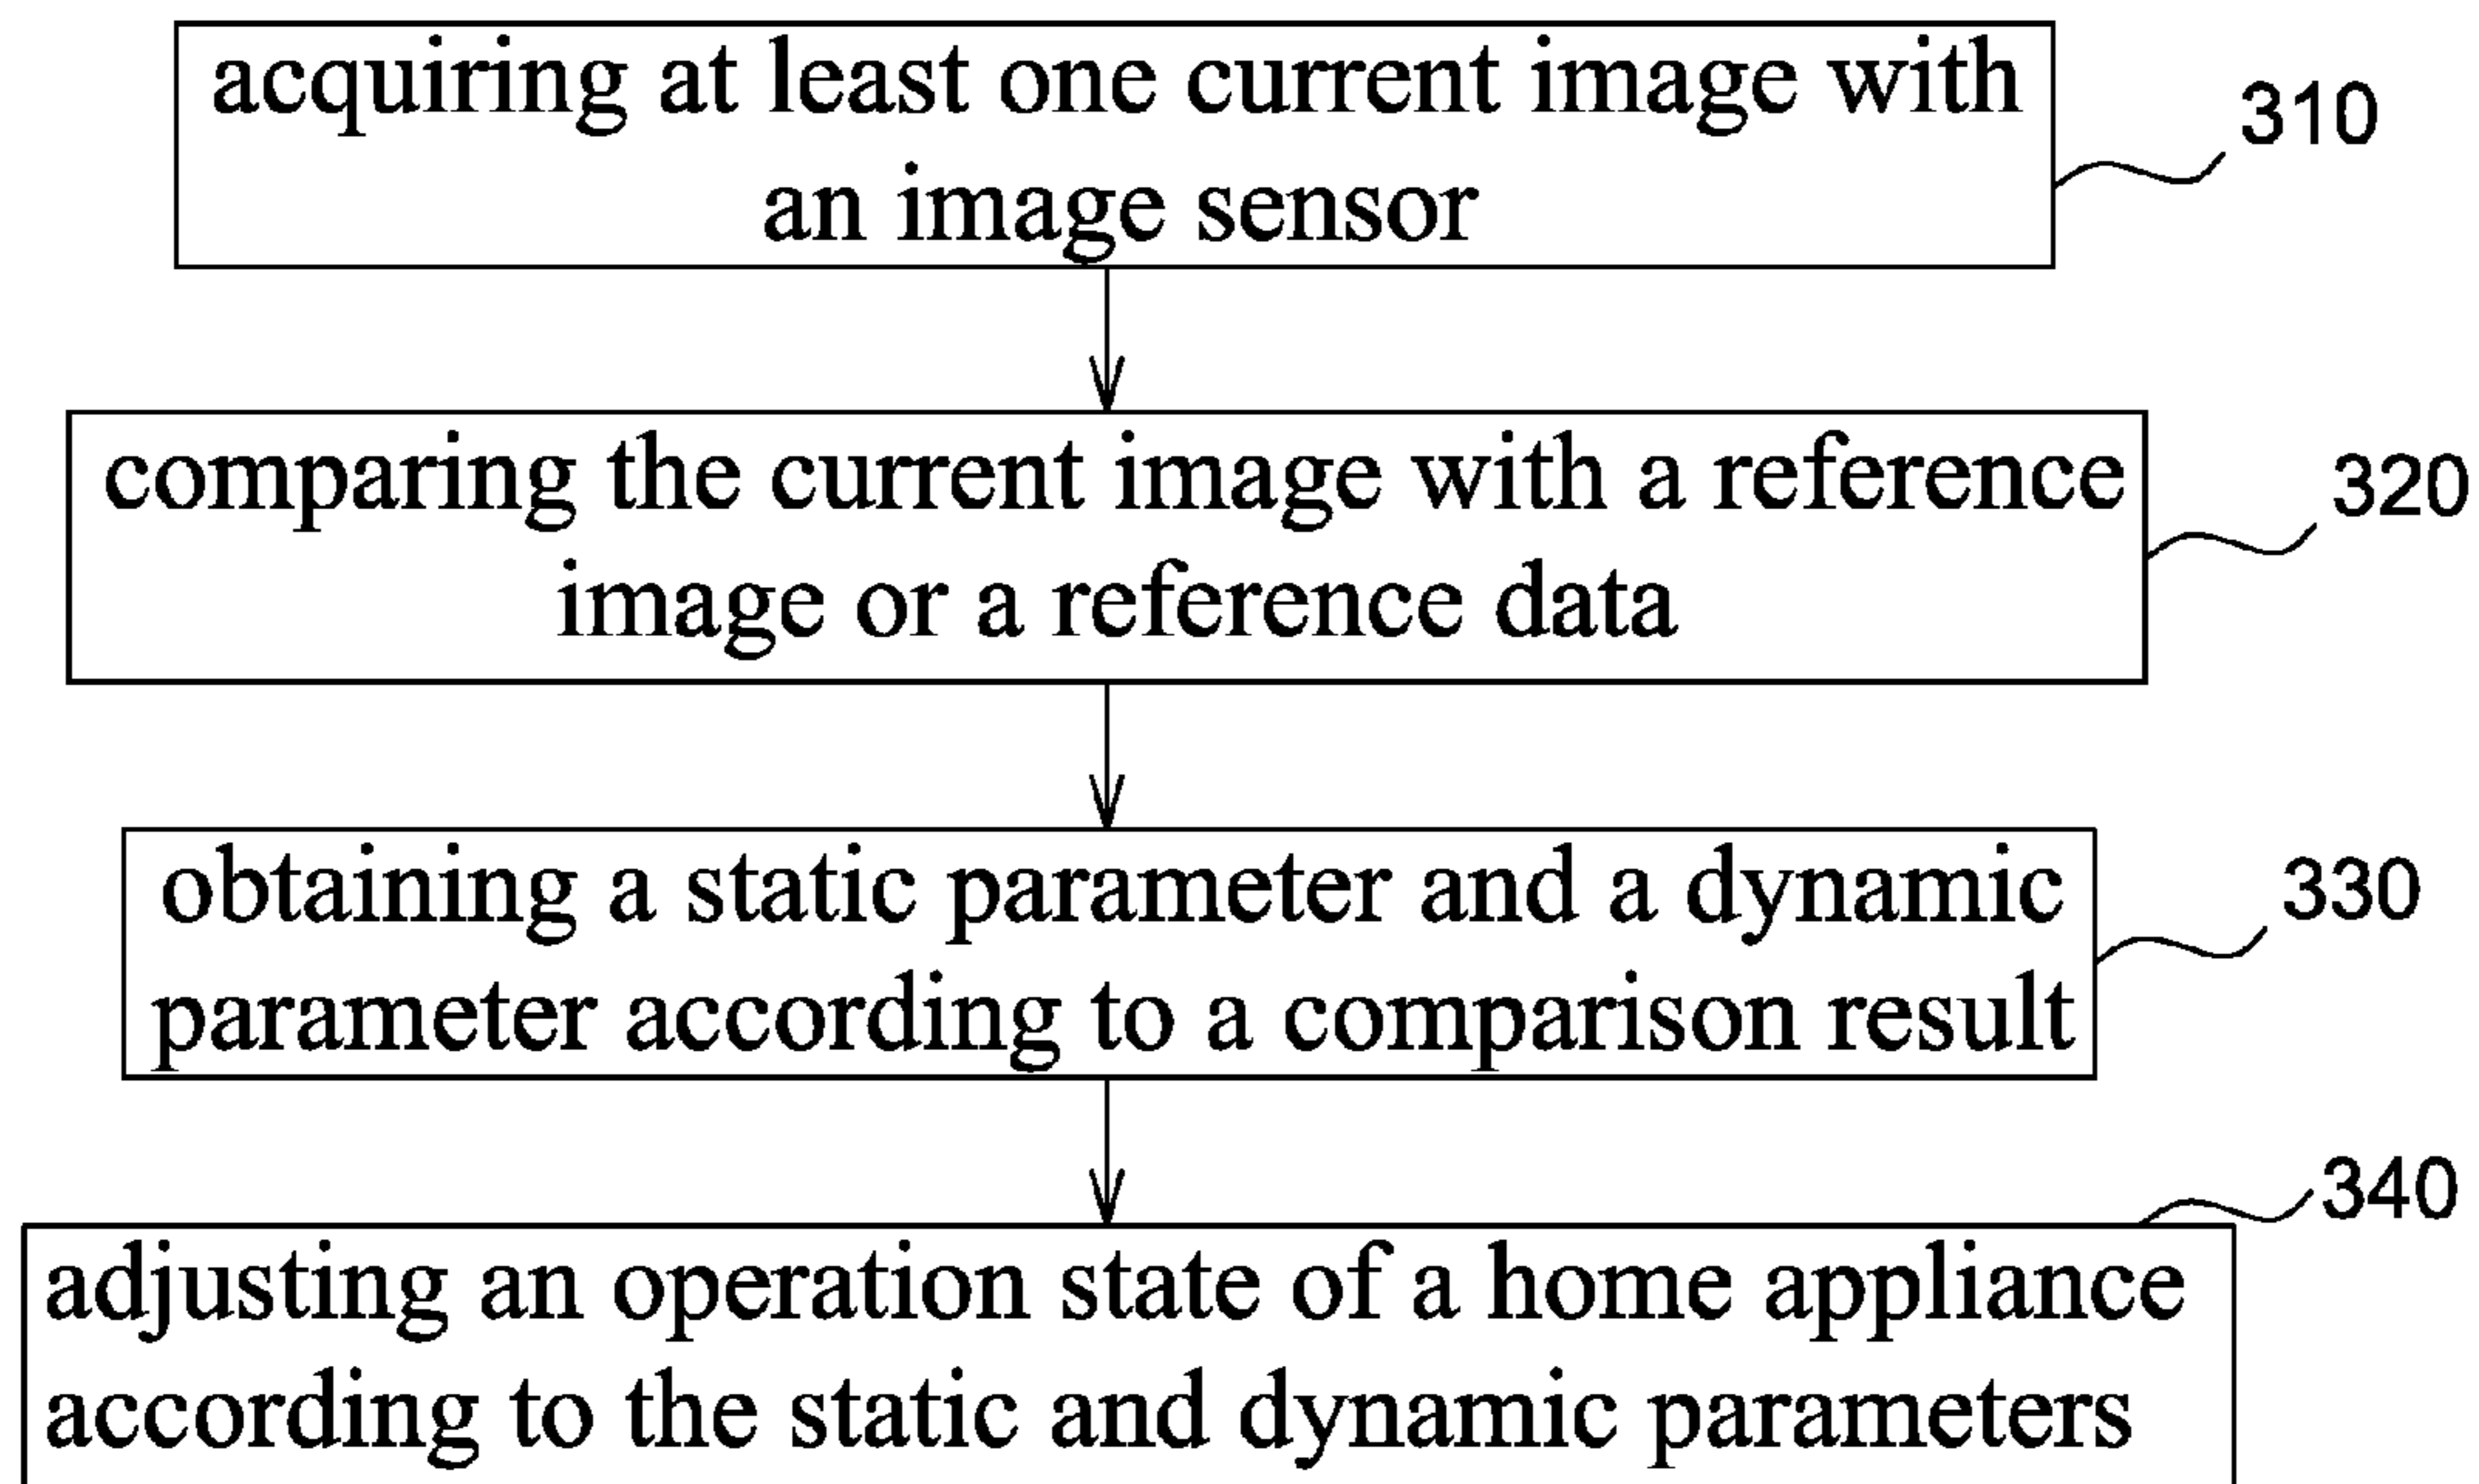 acquiring at least one current image with
an image sensor
310
comparing the current image with a reference
image or a reference data
320
obtaining a static parameter and a dynamic
parameter according to a comparison result
330
340
adjusting an operation state of a home appliance
according to the static and dynamic parameters